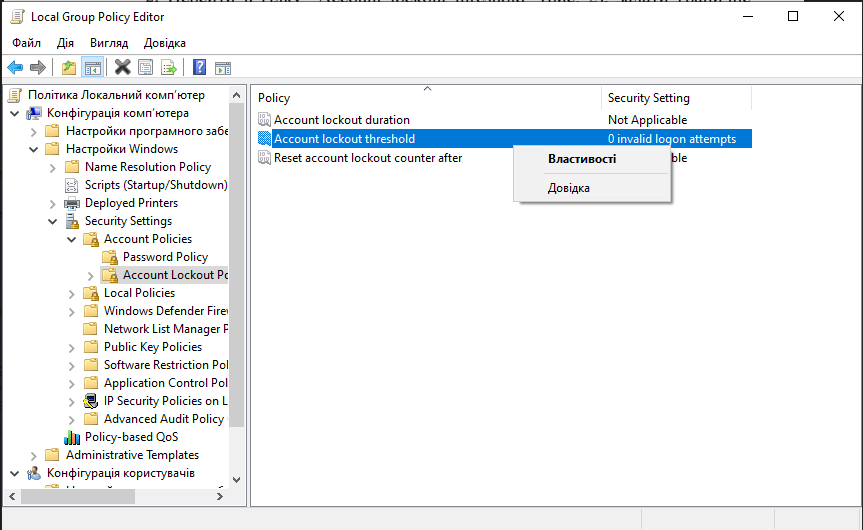 Local Group Policy Editor
Файл Дія Вигляд Довідка
Політика Локальний комп'ютер
Конфігурація комп'ютера
Настройки програмного забе
Настройки Windows
Name Resolution Policy
Scripts (Startup/Shutdown)
Deployed Printers
Security Settings
Account Policies
Password Policy
Account Lockout Po
Local Policies
Windows Defender Firew
Network List Manager P
Public Key Policies
Software Restriction Pol
Application Control Pol
IP Security Policies on L
Advanced Audit Policy
Policy-based QoS
Administrative Templates
Конфігурація користувачів
Policy Security Setting
Account lockout duration Not Applicable
Account lockout threshold 0 invalid logon attempts
Reset account lockout counter after ble
Властивості
Довідка